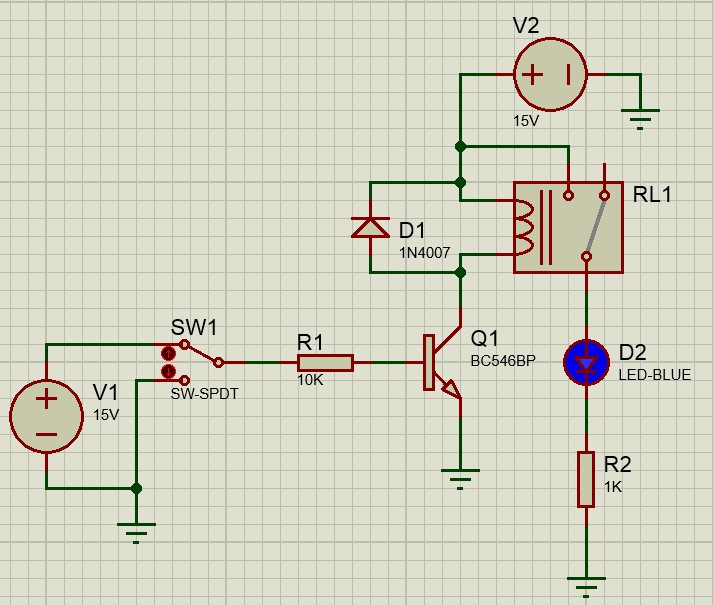 V2
15V
RL1
D1
1N4007
SW1
R1
Q1
10K
BC546BP
D2
LED-BLUE
V1
15V
SW-SPDT
R2
1K